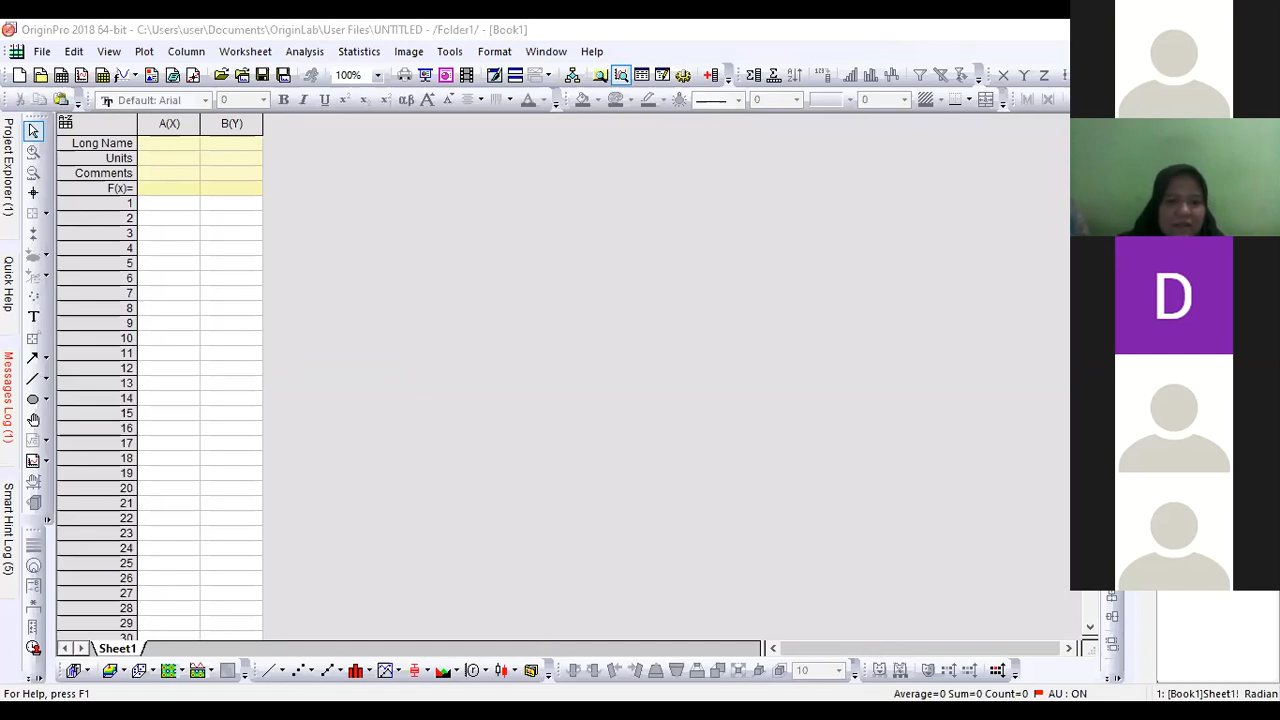 OriginPro 2018 64-bit - C:\Users\user\Documents\OriginLab\User Files\UNTITLED - /Folder1/ - [Book1]
File Edit View Plot Column Worksheet Analysis Statistics Image Tools Format Window Help
100%
Default: Arial 0 B I U αβ A A A 0 0
A(X) B(Y)
Long Name
Units
Comments
F(x)=
1
2
3
4
5
6
7
8
9
10
11
12
13
14
15
16
17
18
19
20
21
22
23
24
25
26
27
28
29
30
Project Explorer (1)
Quick Help
Messages Log (1)
Smart Hint Log (5)
T
D
Sheet1
10
For Help, press F1
Average=0 Sum=0 Count=0 AU : ON 1: [Book1]Sheet1! Radian